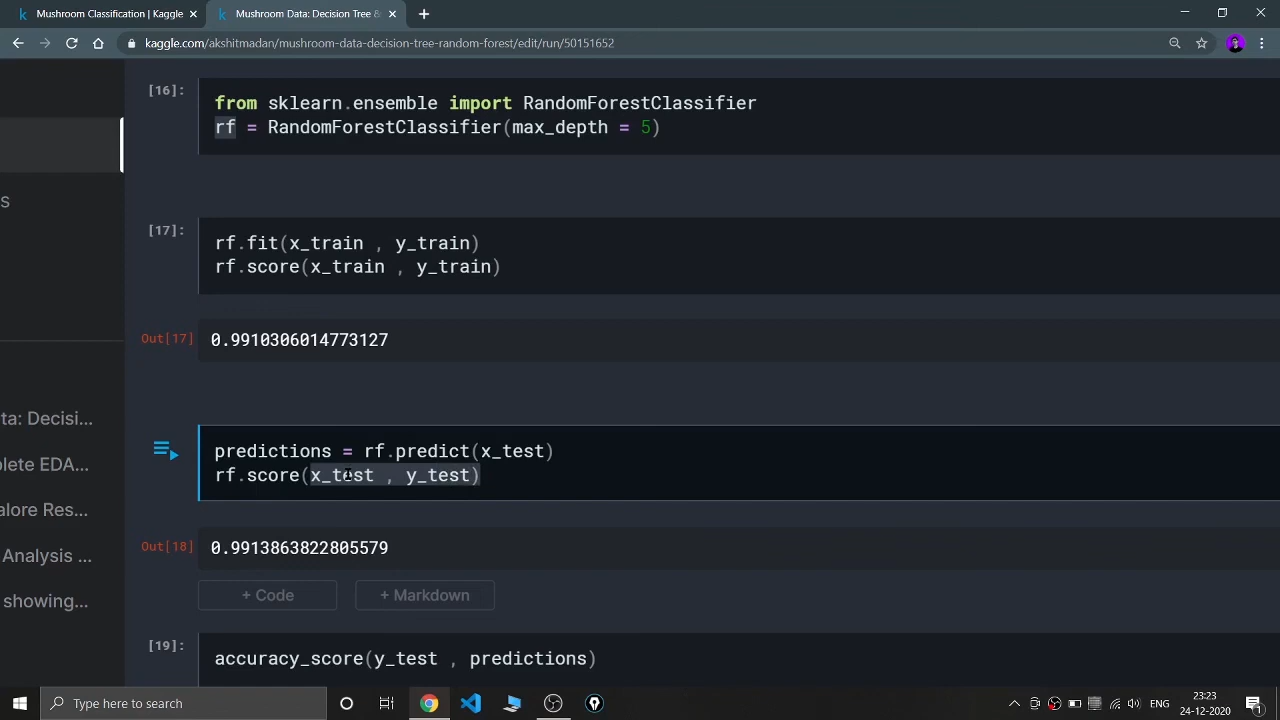 Mushroom Classification | Kaggle
Mushroom Data: Decision Tree &
kaggle.com/akshitmadan/mushroom-data-decision-tree-random-forest/edit/run/50151652
[16]:
from sklearn.ensemble import RandomForestClassifier
rf = RandomForestClassifier(max_depth = 5)
s
[17]:
rf.fit(x_train , y_train)
rf.score(x_train , y_train)
Out[17]
0.9910306014773127
ta: Decisi...
predictions = rf.predict(x_test)
plete EDA...
rf.score(x_test , y_test)
alore Res...
Out[18]
0.9913863822805579
Analysis ...
showing...
+ Code
+ Markdown
[19]:
accuracy_score(y_test , predictions)
Type here to search
ENG
23:23
24-12-2020
1